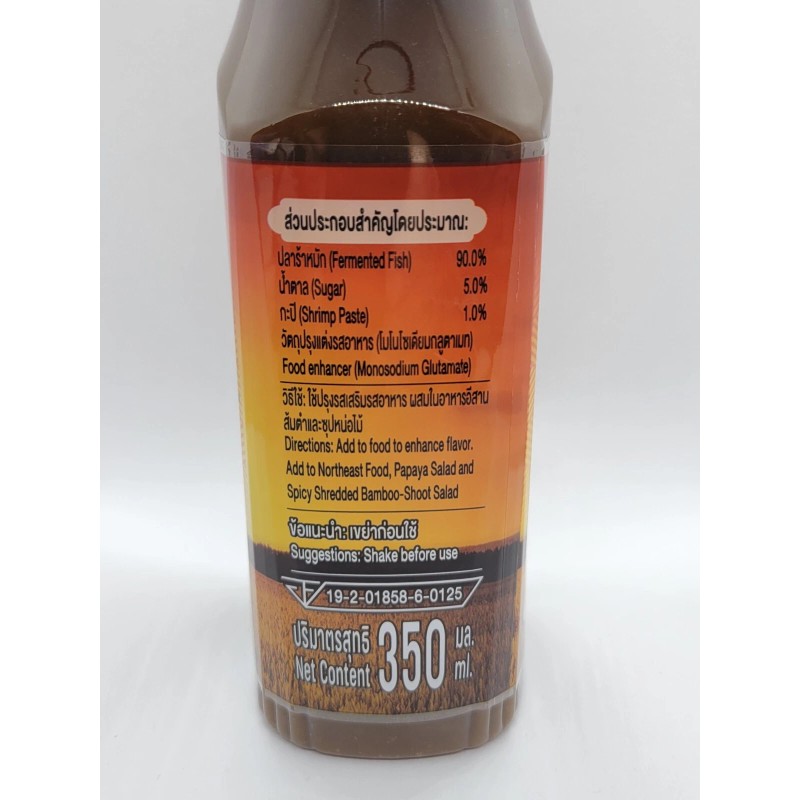 ส่วนประกอบสำคัญโดยประมาณ:
ปลาร้าหมัก (Fermented Fish) 90.0%
น้ำตาล (Sugar) 5.0%
กะปิ (Shrimp Paste) 1.0%
วัตถุปรุงแต่งรสอาหาร (โมโนโซเดียมกลูตาเมท)
Food enhancer (Monosodium Glutamate)
วิธีใช้: ใช้ปรุงรสเสริมรสอาหาร ผสมในอาหารอีสาน
ส้มตำและซุปหน่อไม้
Directions: Add to food to enhance flavor.
Add to Northeast Food, Papaya Salad and
Spicy Shredded Bamboo-Shoot Salad
ข้อแนะนำ: เขย่าก่อนใช้
Suggestions: Shake before use
19-2-01858-6-0125
ปริมาตรสุทธิ 350 มล.
Net Content ml.